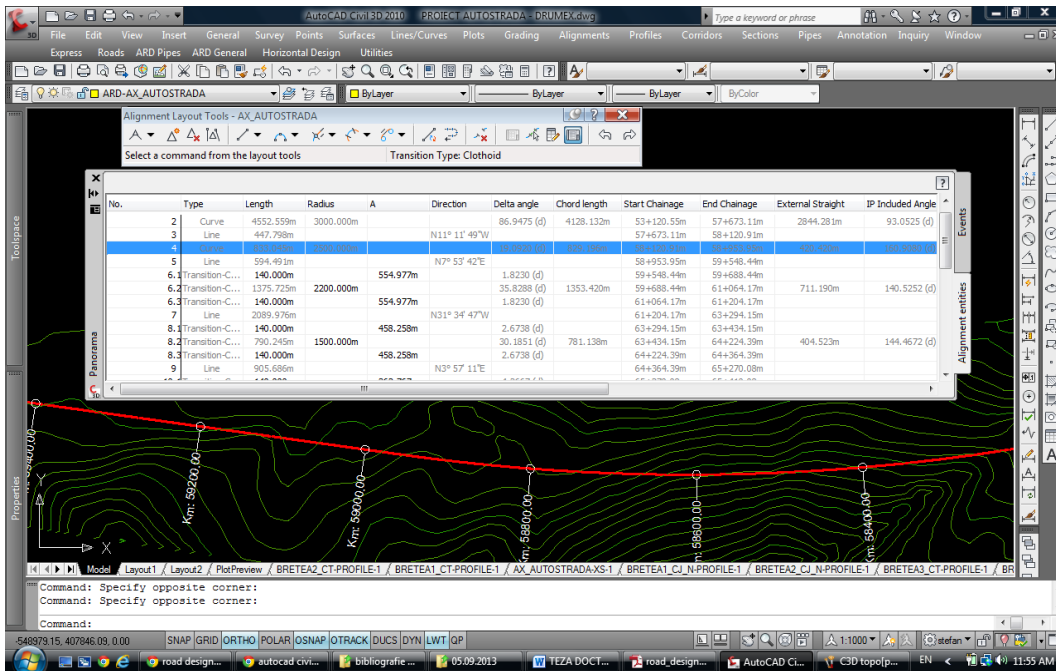 AutoCAD Civil 3D 2010 PROIECT AUTOSTRADA - DRUMEX.dwg Type a keyword or phrase
File Edit View Insert General Survey Points Surfaces Lines/Curves Plots Grading Alignments Profiles Corridors Sections Pipes Annotation Inquiry Window
Express Roads ARD Pipes ARD General Horizontal Design Utilities
ARD-AX_AUTOSTRADA ByLayer ByLayer ByLayer ByColor
Alignment Layout Tools - AX_AUTOSTRADA
Select a command from the layout tools Transition Type: Clothoid
No. Type Length Radius A Direction Delta angle Chord length Start Chainage End Chainage External Straight IP Included Angle
2 Curve 4552.559m 3000.000m 86.9475 (d) 4128.132m 53+120.55m 57+673.11m 2844.281m 93.0525 (d)
3 Line 447.798m N11° 11' 49"W 57+673.11m 58+120.91m
4
5 Line 594.491m N7° 53' 42"E 58+953.95m 59+548.44m
6.1 Transition-C... 140.000m 554.977m 1.8230 (d) 59+548.44m 59+688.44m
6.2 Transition-C... 1375.725m 2200.000m 35.8288 (d) 1353.420m 59+688.44m 61+064.17m 711.190m 140.5252 (d)
6.3 Transition-C... 140.000m 554.977m 1.8230 (d) 61+064.17m 61+204.17m
7 Line 2089.976m N31° 34' 47"W 61+204.17m 63+294.15m
8.1 Transition-C... 140.000m 458.258m 2.6738 (d) 63+294.15m 63+434.15m
8.2 Transition-C... 790.245m 1500.000m 30.1851 (d) 781.138m 63+434.15m 64+224.39m 404.523m 144.4672 (d)
8.3 Transition-C... 140.000m 458.258m 2.6738 (d) 64+224.39m 64+364.39m
9 Line 905.686m N3° 57' 11"E 64+364.39m 65+270.08m
Events
Alignment entities
Panorama
Toolspace
Properties
Km: 59200.00
Km: 59000.00
Km: 58800.00
58600.00
Km: 58400.00
Y
X
Model Layout1 Layout2 PlotPreview BRETEA2_CT-PROFILE-1 BRETEA1_CT-PROFILE-1 AX_AUTOSTRADA-XS-1 BRETEA1_CJ_N-PROFILE-1 BRETEA2_CJ_N-PROFILE-1 BRETEA3_CT-PROFILE-1 BR
Command: Specify opposite corner:
Command: Specify opposite corner:
Command:
-548979.15, 407846.09, 0.00 SNAP GRID ORTHO POLAR OSNAP OTRACK DUCS DYN LWT QP 1:1000 stefan
road design... autocad civi... bibliografie ... 05.09.2013 TEZA DOCT... road_design... AutoCAD Ci... C3D topo[p... EN 11:55 AM